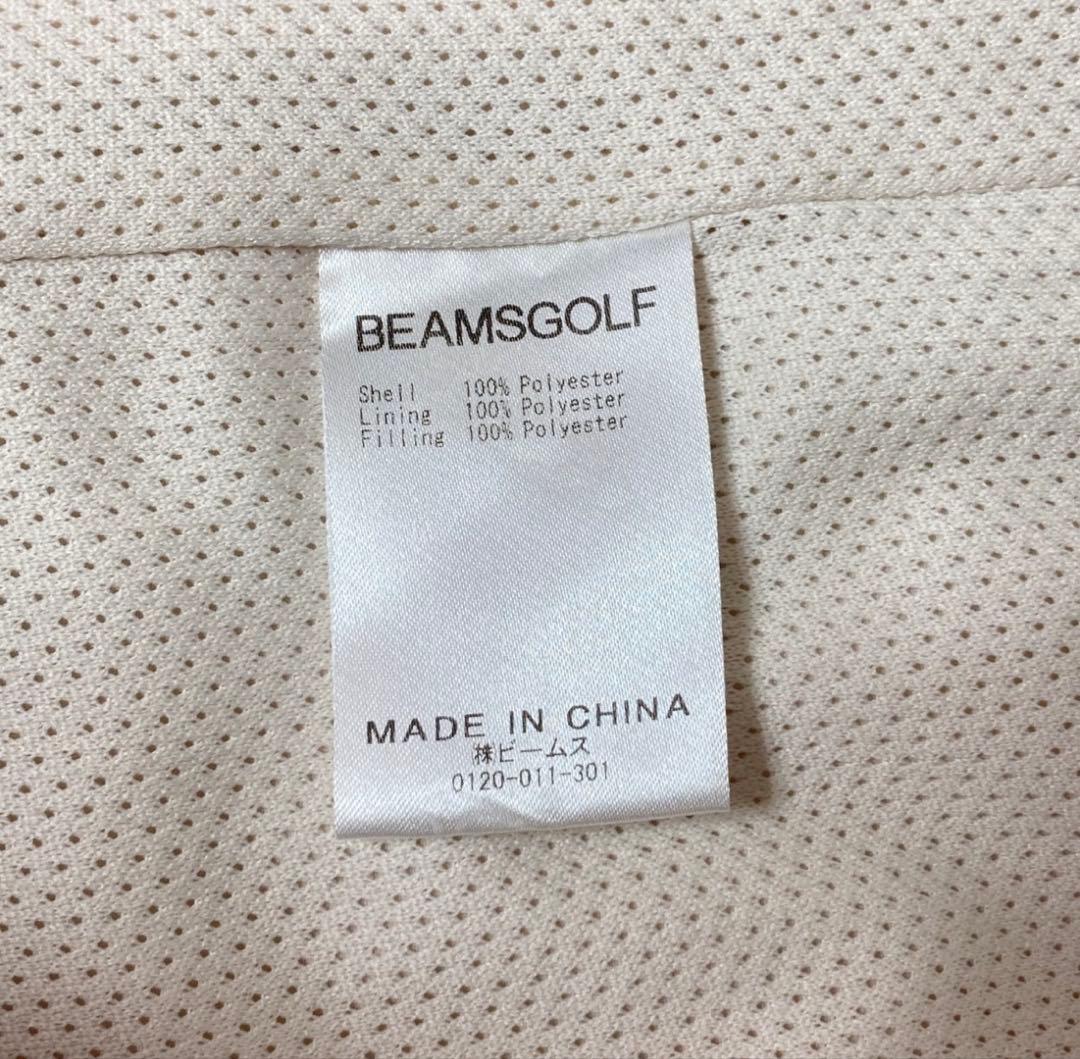 BEAMSGOLF
Shell 100% Polyester
Lining 100% Polyester
Filling 100% Polyester
MADE IN CHINA
株ビームス
0120-011-301